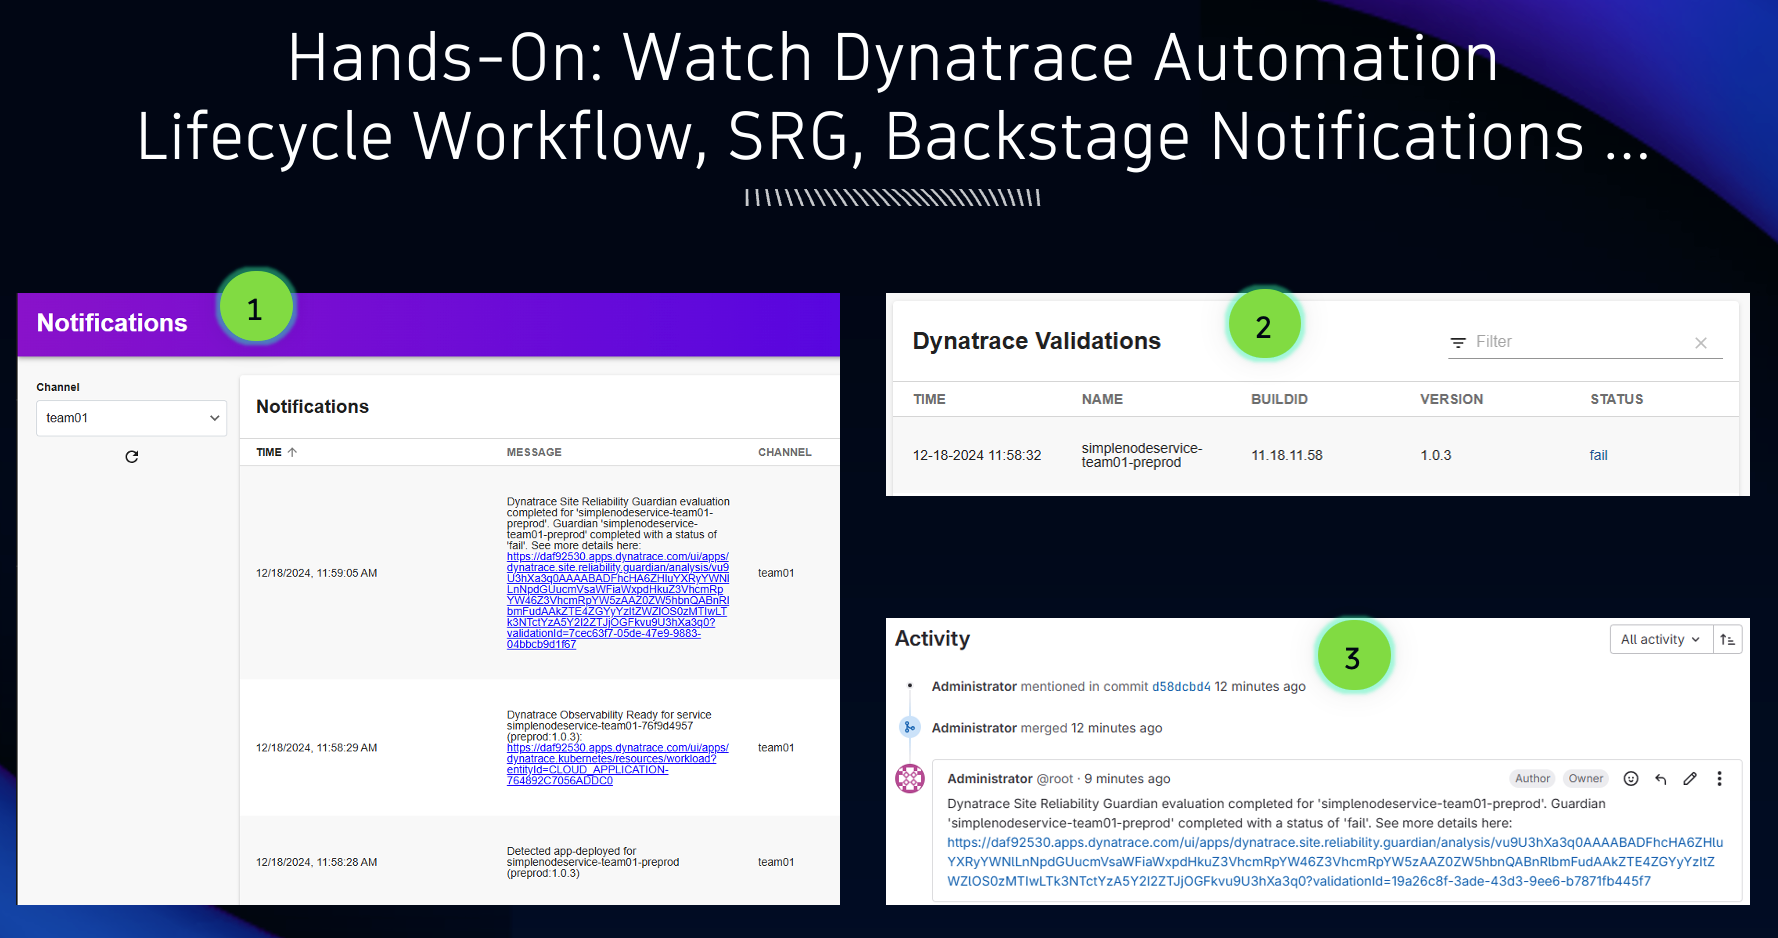 Hands-On: Watch Dynatrace Automation
Lifecycle Workflow, SRG, Backstage Notifications ...
1
Notifications
Channel
team01
Notifications
TIME
MESSAGE
CHANNEL
12/18/2024, 11:59:05 AM
Dynatrace Site Reliability Guardian evaluation
completed for 'simplenodeservice-team01-
preprod'. Guardian 'simplenodeservice-
team01-preprod' completed with a status of
'fail'. See more details here:
https://daf92530.apps.dynatrace.com/ui/apps/
dynatrace.site.reliability.guardian/analysis/vu9
U3hXa3q0AAAABADFhcHA6ZHluYXRyYWNl
LnNpdGUucmVsaWFiaWxpdHkuZ3VhcmRp
YW46Z3VhcmRpYW5zAAZ0ZW5hbnQABnRl
bmFudAAkZTE4ZGYyYzItZWZlOS0zMTIwLT
k3NTctYzA5Y2I2ZTJjOGFkvu9U3hXa3q0?
validationId=7cec63f7-05de-47e9-9883-
04bbcb9d1f67
team01
12/18/2024, 11:58:29 AM
Dynatrace Observability Ready for service
simplenodeservice-team01-76f9d4957
(preprod:1.0.3):
https://daf92530.apps.dynatrace.com/ui/apps/
dynatrace.kubernetes/resources/workload?
entityId=CLOUD_APPLICATION-
764892C7056ADDC0
team01
12/18/2024, 11:58:28 AM
Detected app-deployed for
simplenodeservice-team01-preprod
(preprod:1.0.3)
team01
2
Dynatrace Validations
Filter
TIME
NAME
BUILDID
VERSION
STATUS
12-18-2024 11:58:32
simplenodeservice-
team01-preprod
11.18.11.58
1.0.3
fail
3
Activity
All activity
Administrator mentioned in commit d58dcbd4 12 minutes ago
Administrator merged 12 minutes ago
Administrator @root · 9 minutes ago
Author
Owner
Dynatrace Site Reliability Guardian evaluation completed for 'simplenodeservice-team01-preprod'. Guardian
'simplenodeservice-team01-preprod' completed with a status of 'fail'. See more details here:
https://daf92530.apps.dynatrace.com/ui/apps/dynatrace.site.reliability.guardian/analysis/vu9U3hXa3q0AAAABADFhcHA6ZHlu
YXRyYWNlLnNpdGUucmVsaWFiaWxpdHkuZ3VhcmRpYW46Z3VhcmRpYW5zAAZ0ZW5hbnQABnRlbmFudAAkZTE4ZGYyYzItZ
WZlOS0zMTIwLTk3NTctYzA5Y2I2ZTJjOGFkvu9U3hXa3q0?validationId=19a26c8f-3ade-43d3-9ee6-b7871fb445f7